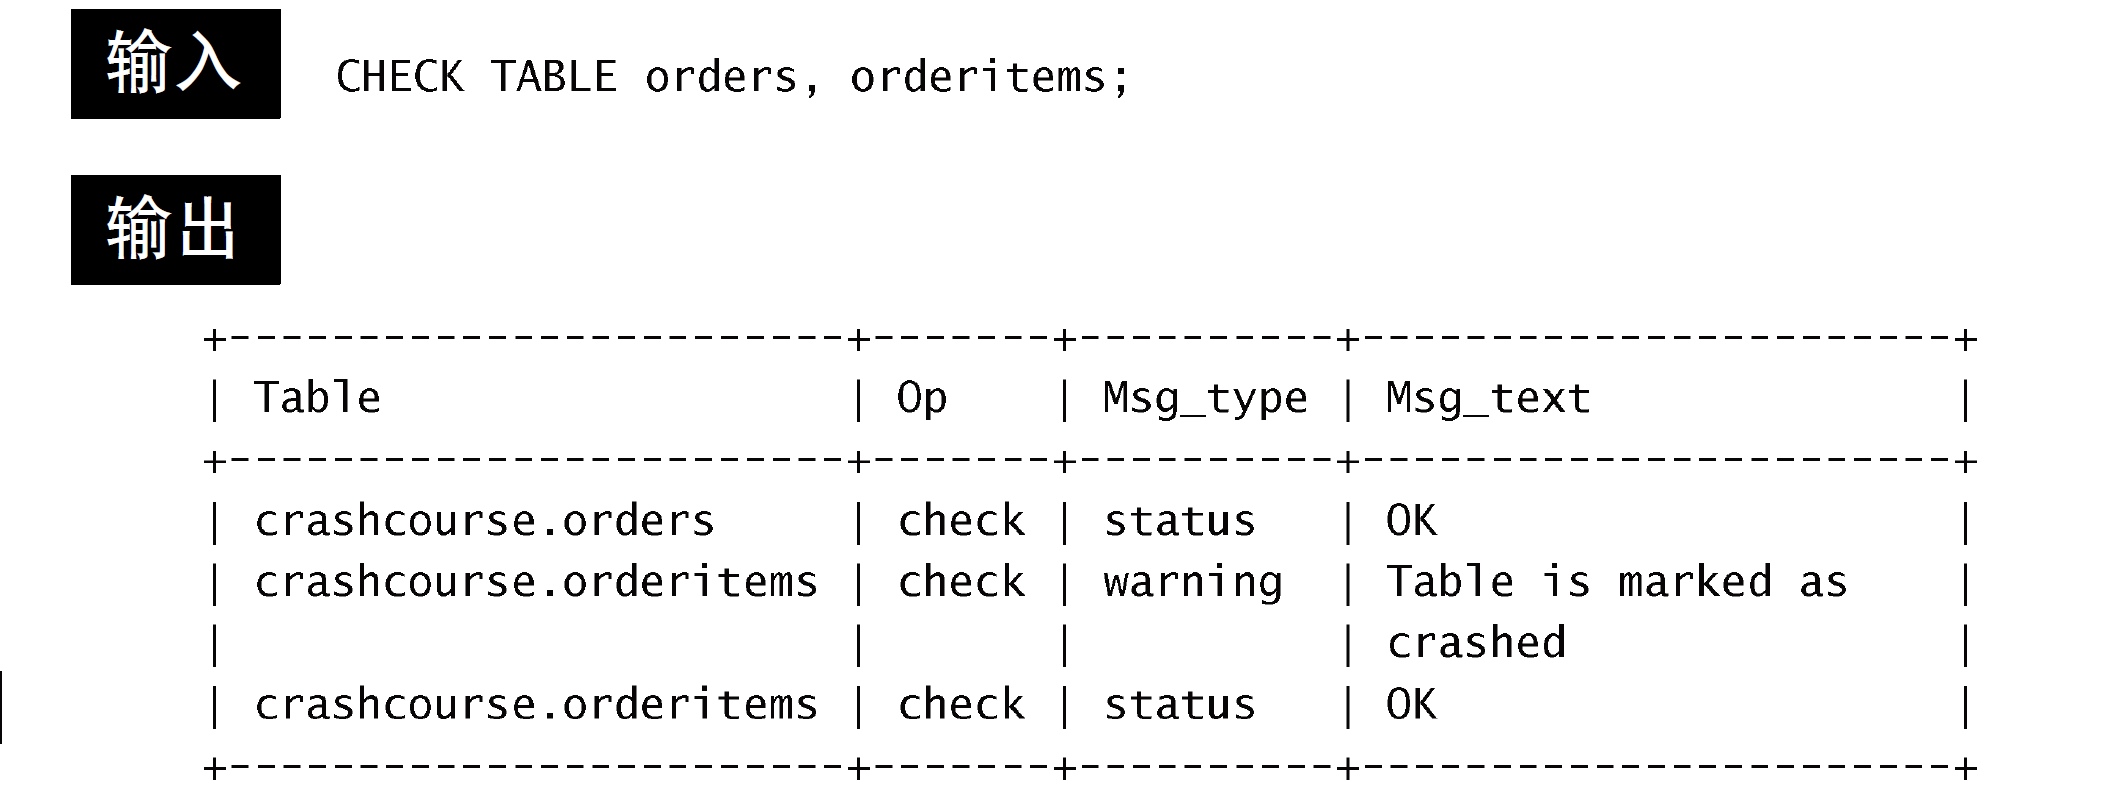 输入 CHECK TABLE orders, orderitems;
输出
+------------------------+-------+----------+-----------------------+
| Table                  | Op    | Msg_type | Msg_text              |
+------------------------+-------+----------+-----------------------+
| crashcourse.orders     | check | status   | OK                    |
| crashcourse.orderitems | check | warning  | Table is marked as    |
|                        |       |          | crashed               |
| crashcourse.orderitems | check | status   | OK                    |
+------------------------+-------+----------+-----------------------+